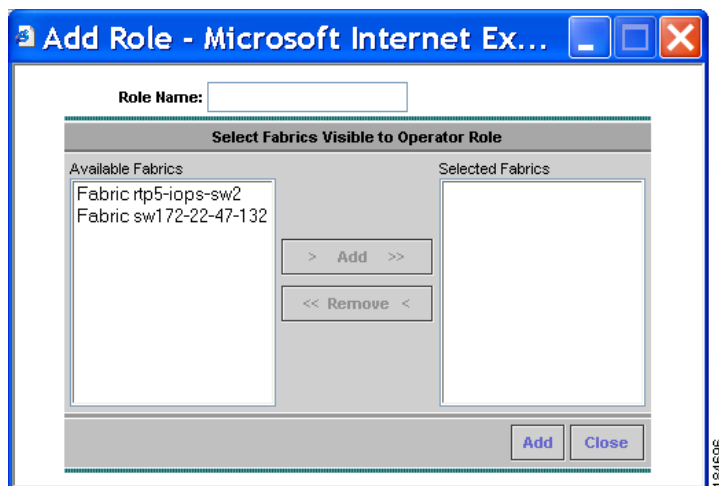 Add Role - Microsoft Internet Ex...
Role Name:
Select Fabrics Visible to Operator Role
Available Fabrics
Selected Fabrics
Fabric rtp5-iops-sw2
Fabric sw172-22-47-132
> Add >>
<< Remove <
Add
Close
184696